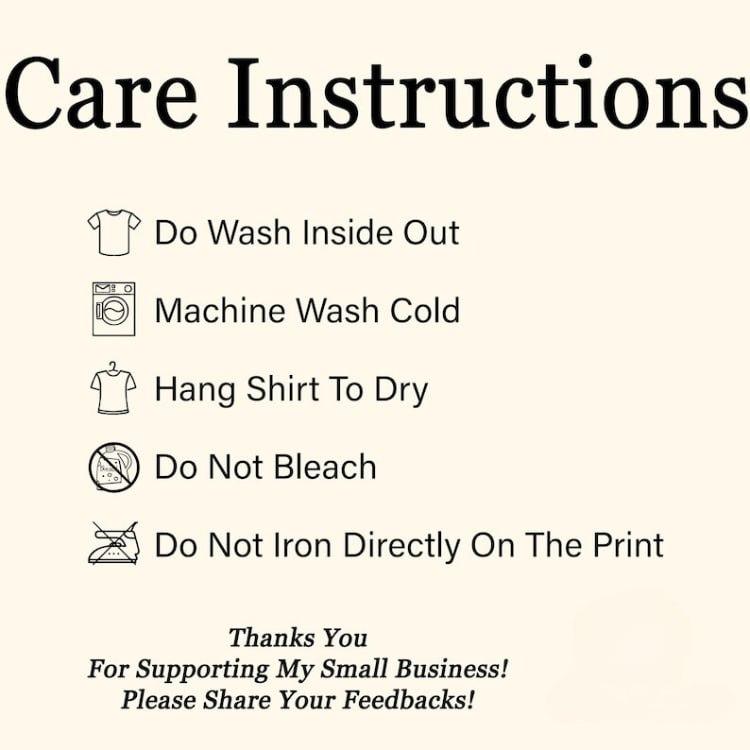 Care Instructions
Do Wash Inside Out
Machine Wash Cold
Hang Shirt To Dry
Do Not Bleach
Do Not Iron Directly On The Print
Thanks You
For Supporting My Small Business!
Please Share Your Feedbacks!